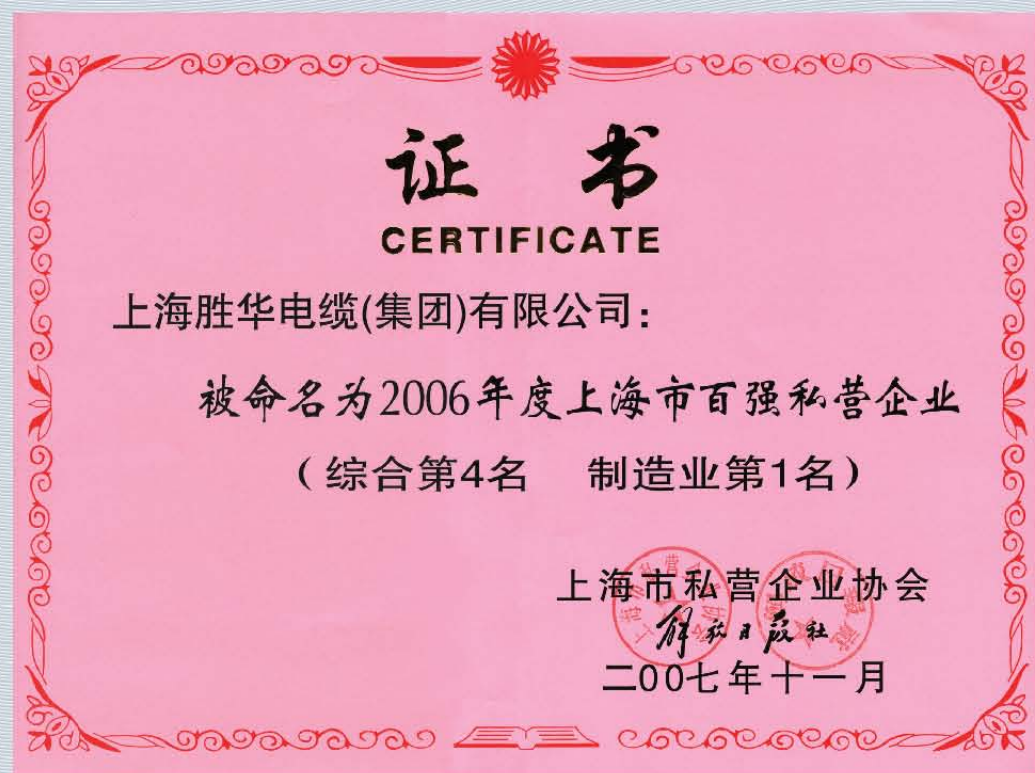 证 书
CERTIFICATE
上海胜华电缆(集团)有限公司:
被命名为2006年度上海市百强私营企业
(综合第4名 制造业第1名)
上海市私营企业协会
解放日报社
二00七年十一月